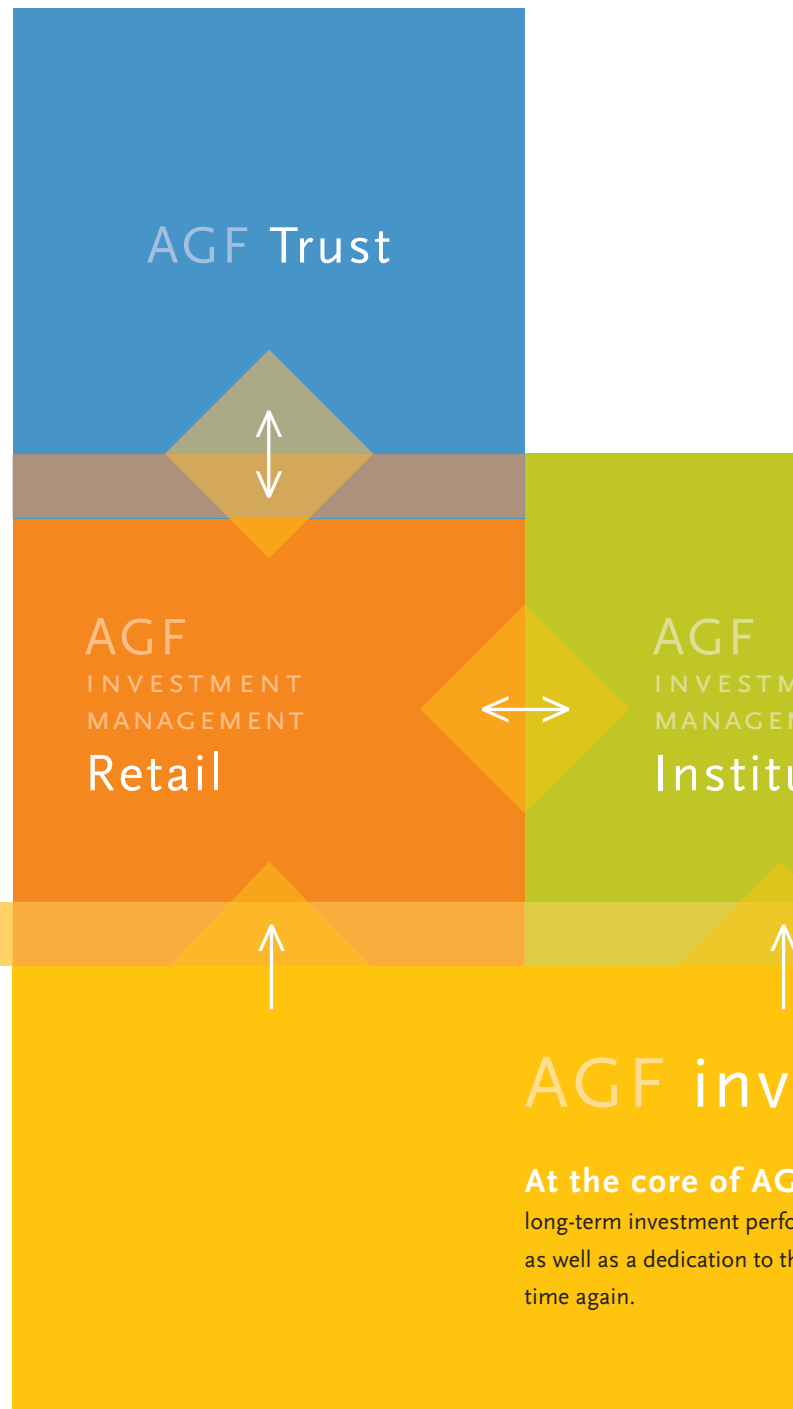 AGF Trust
AGF
INVESTMENT
MANAGEMENT
Retail
AGF
INVESTM
MANAGEM
Institu
AGF inv
At the core of AG
long-term investment perfo
as well as a dedication to th
time again.